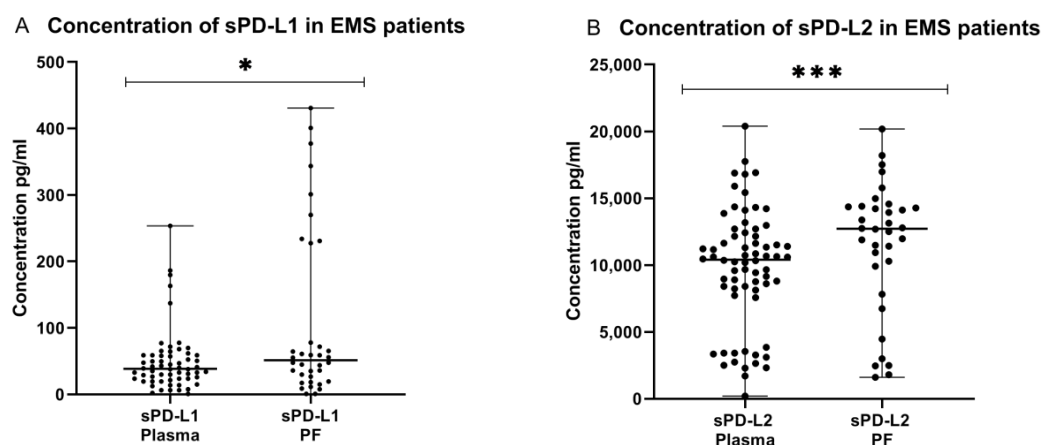 A Concentration of sPD-L1 in EMS patients
500
400
300
200
100
0
Concentration pg/ml
*
sPD-L1
Plasma
sPD-L1
PF
B Concentration of sPD-L2 in EMS patients
25,000
20,000
15,000
10,000
5,000
0
Concentration pg/ml
***
sPD-L2
Plasma
sPD-L2
PF